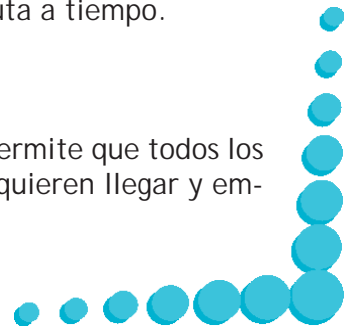 uta a tiempo.
ermite que todos los
quieren llegar y em-